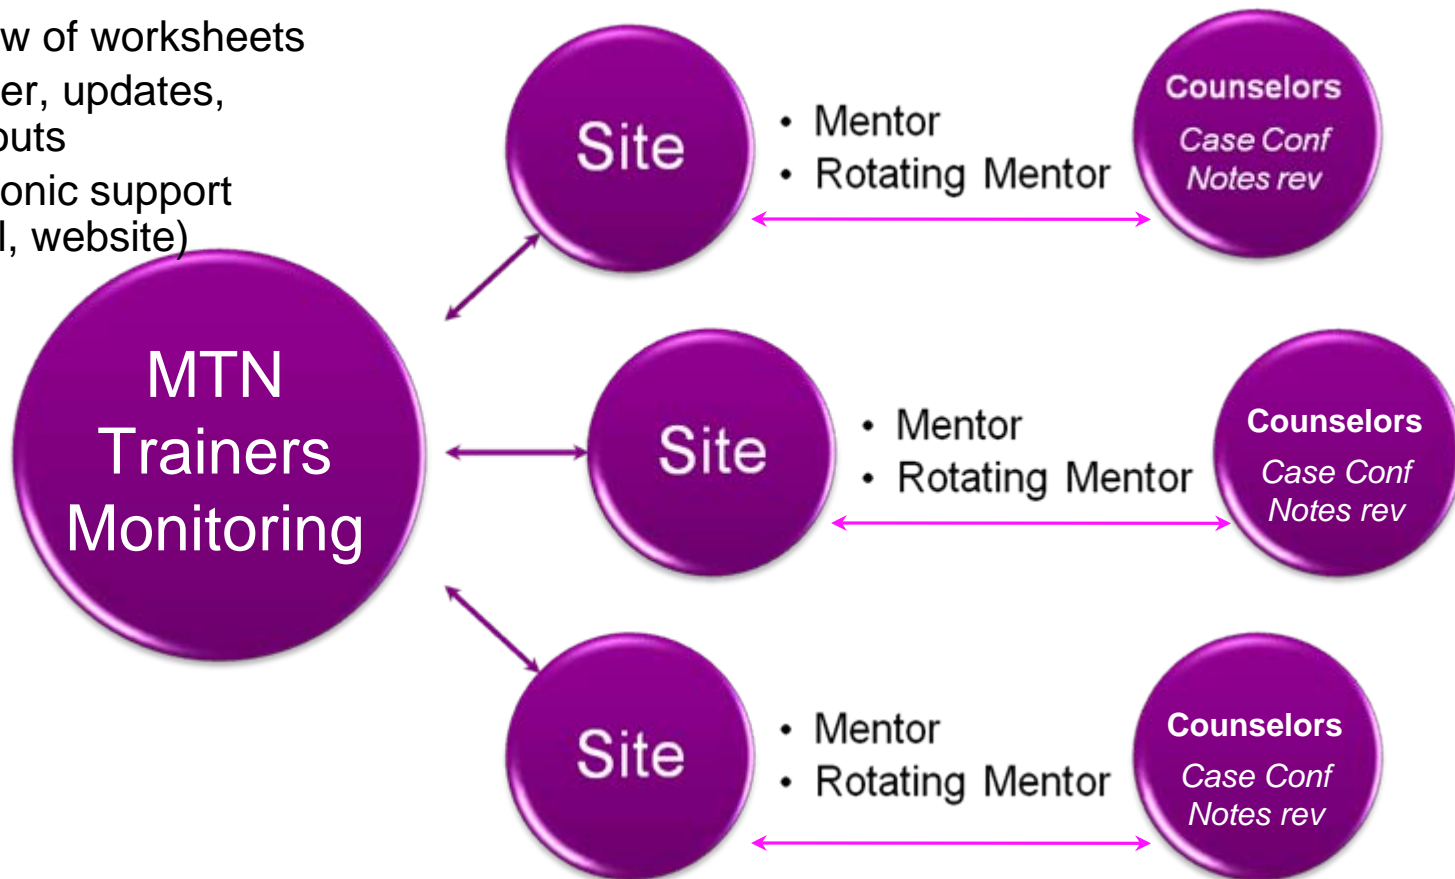 w of worksheets
er, updates,
outs
onic support
l, website)
MTN
Trainers
Monitoring
Site
• Mentor
• Rotating Mentor
Counselors
Case Conf
Notes rev
Site
• Mentor
• Rotating Mentor
Counselors
Case Conf
Notes rev
Site
• Mentor
• Rotating Mentor
Counselors
Case Conf
Notes rev